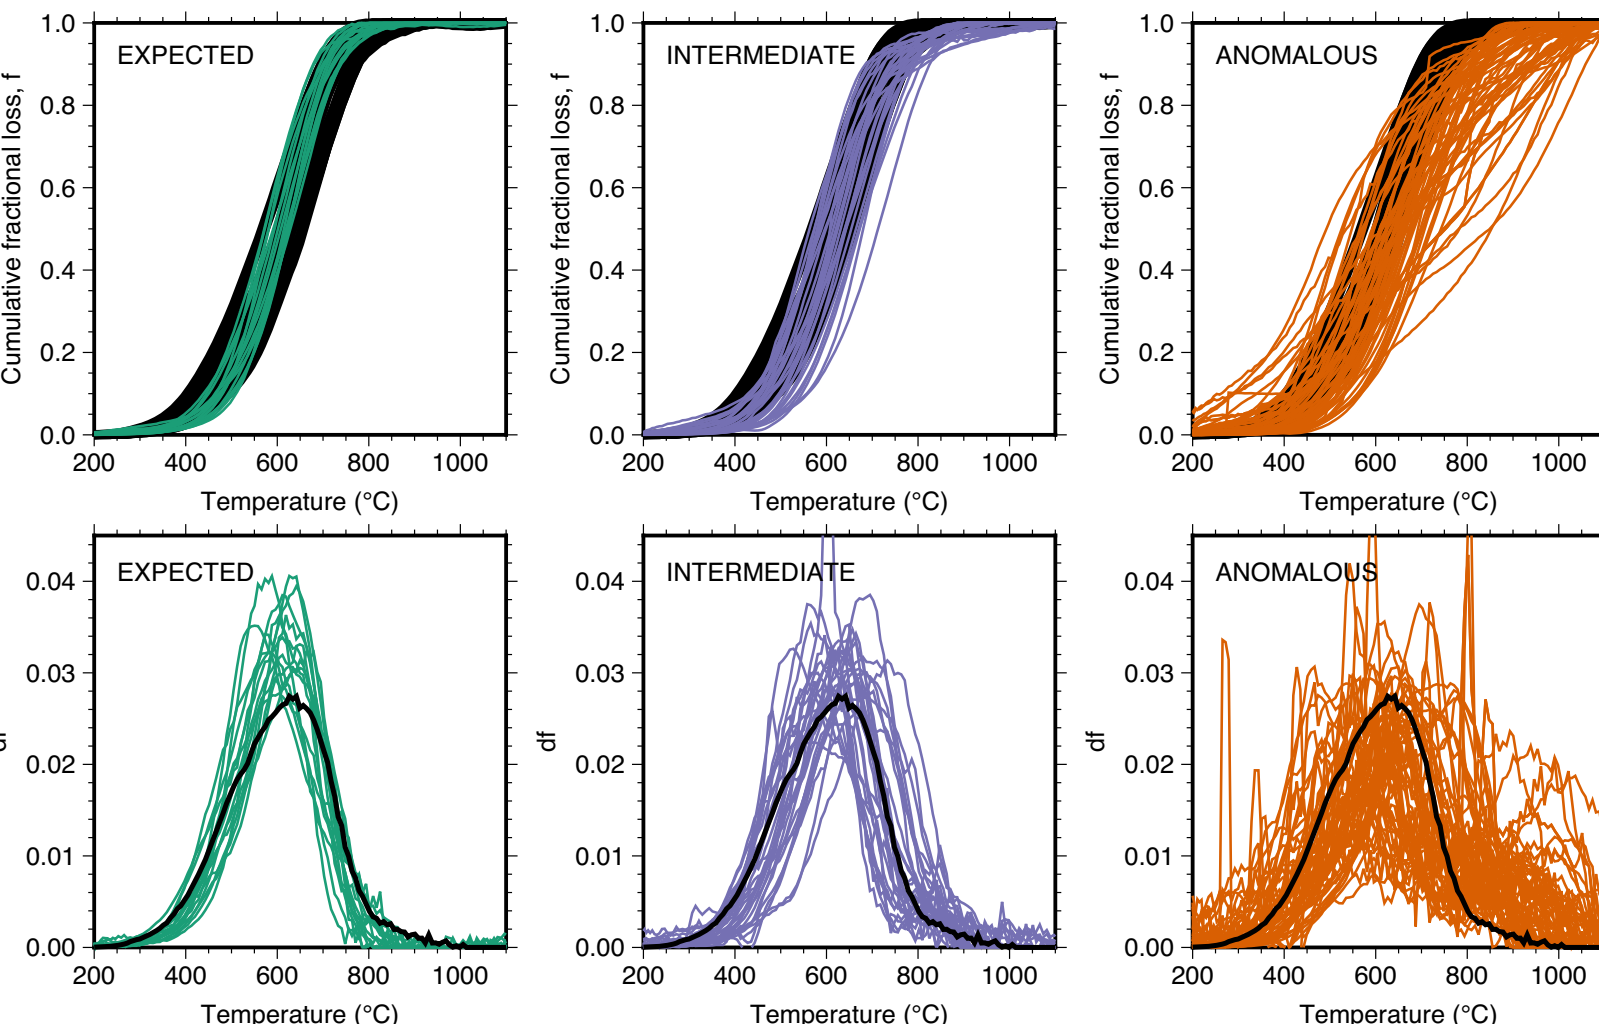 EXPECTED
INTERMEDIATE
ANOMALOUS
Cumulative fractional loss, f
1.0
0.8
0.6
0.4
0.2
0.0
200 400 600 800 1000
Temperature (°C)
Cumulative fractional loss, f
1.0
0.8
0.6
0.4
0.2
0.0
200 400 600 800 1000
Temperature (°C)
Cumulative fractional loss, f
1.0
0.8
0.6
0.4
0.2
0.0
200 400 600 800 1000
Temperature (°C)
EXPECTED
INTERMEDIATE
ANOMALOUS
df
0.04
0.03
0.02
0.01
0.00
200 400 600 800 1000
Temperature (°C)
df
0.04
0.03
0.02
0.01
0.00
200 400 600 800 1000
Temperature (°C)
df
0.04
0.03
0.02
0.01
0.00
200 400 600 800 1000
Temperature (°C)